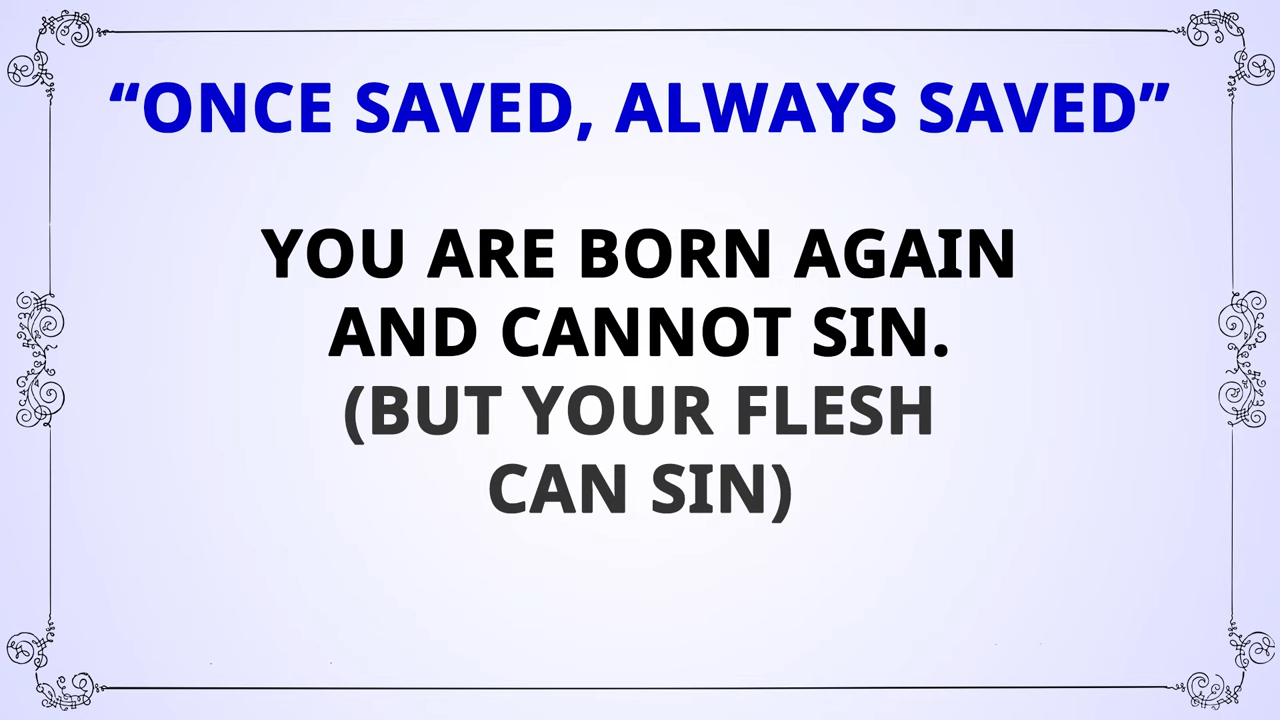 “ONCE SAVED, ALWAYS SAVED”
YOU ARE BORN AGAIN
AND CANNOT SIN.
(BUT YOUR FLESH
CAN SIN)